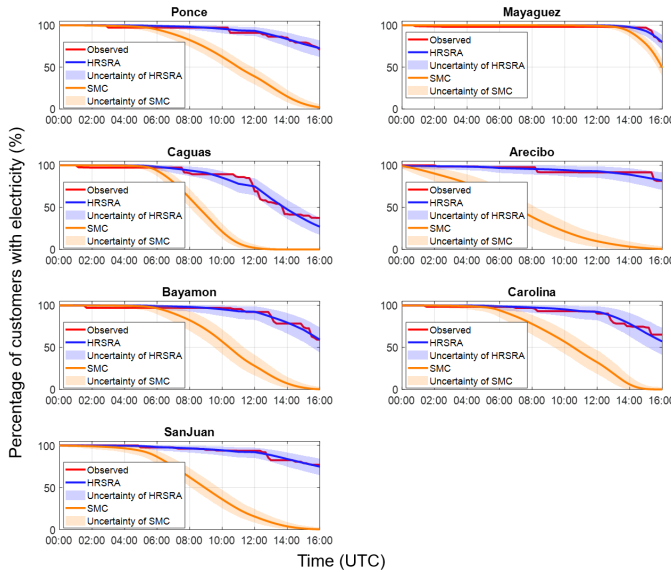 Ponce
100
50
0
Observed
HRSRA
Uncertainty of HRSRA
SMC
Uncertainty of SMC
00:00 02:00 04:00 06:00 08:00 10:00 12:00 14:00 16:00
Mayaguez
100
50
0
Observed
HRSRA
Uncertainty of HRSRA
SMC
Uncertainty of SMC
00:00 02:00 04:00 06:00 08:00 10:00 12:00 14:00 16:00
Caguas
100
50
0
Observed
HRSRA
Uncertainty of HRSRA
SMC
Uncertainty of SMC
00:00 02:00 04:00 06:00 08:00 10:00 12:00 14:00 16:00
Arecibo
100
50
0
Observed
HRSRA
Uncertainty of HRSRA
SMC
Uncertainty of SMC
00:00 02:00 04:00 06:00 08:00 10:00 12:00 14:00 16:00
Bayamon
100
50
0
Observed
HRSRA
Uncertainty of HRSRA
SMC
Uncertainty of SMC
00:00 02:00 04:00 06:00 08:00 10:00 12:00 14:00 16:00
Carolina
100
50
0
Observed
HRSRA
Uncertainty of HRSRA
SMC
Uncertainty of SMC
00:00 02:00 04:00 06:00 08:00 10:00 12:00 14:00 16:00
SanJuan
100
50
0
Observed
HRSRA
Uncertainty of HRSRA
SMC
Uncertainty of SMC
00:00 02:00 04:00 06:00 08:00 10:00 12:00 14:00 16:00
Percentage of customers with electricity (%)
Time (UTC)